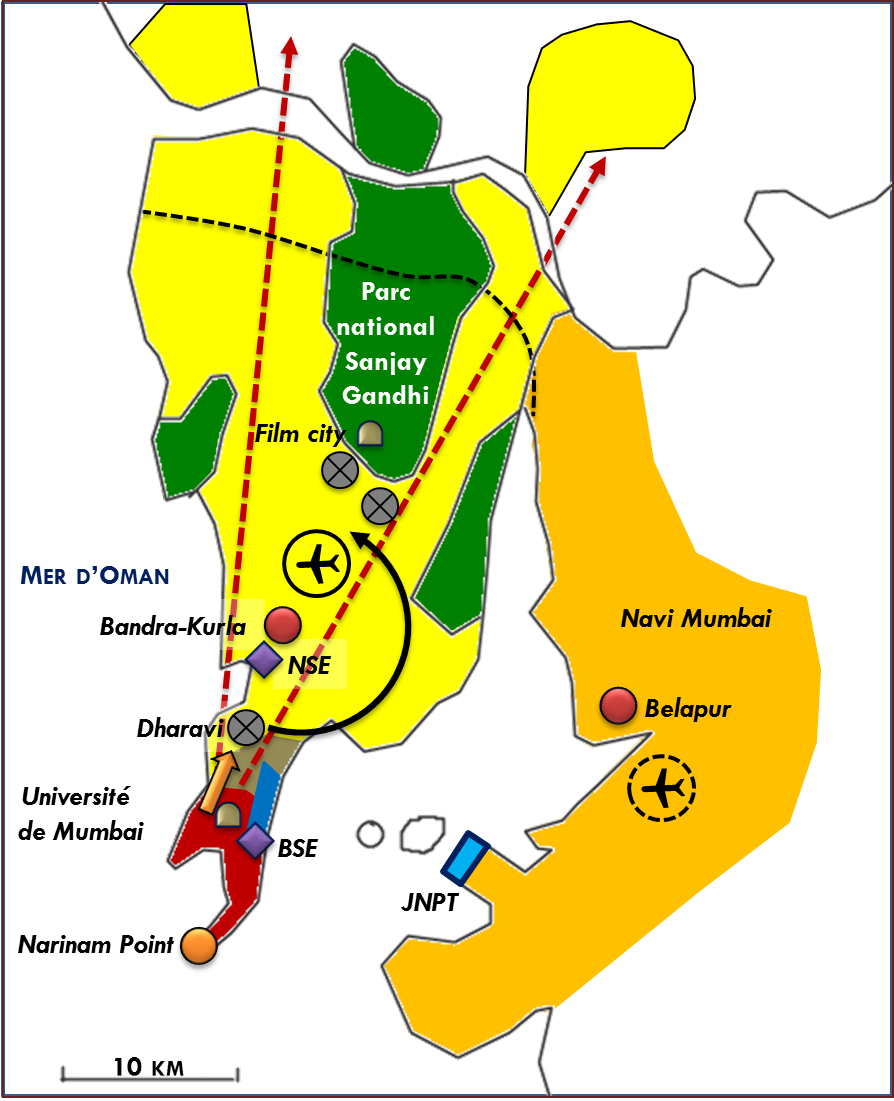 Parc
national
Sanjay
Gandhi
Film city
MER D'OMAN
Navi Mumbai
Bandra-Kurla
NSE
Belapur
Dharavi
Université
de Mumbai
BSE
JNPT
Narinam Point
10 KM